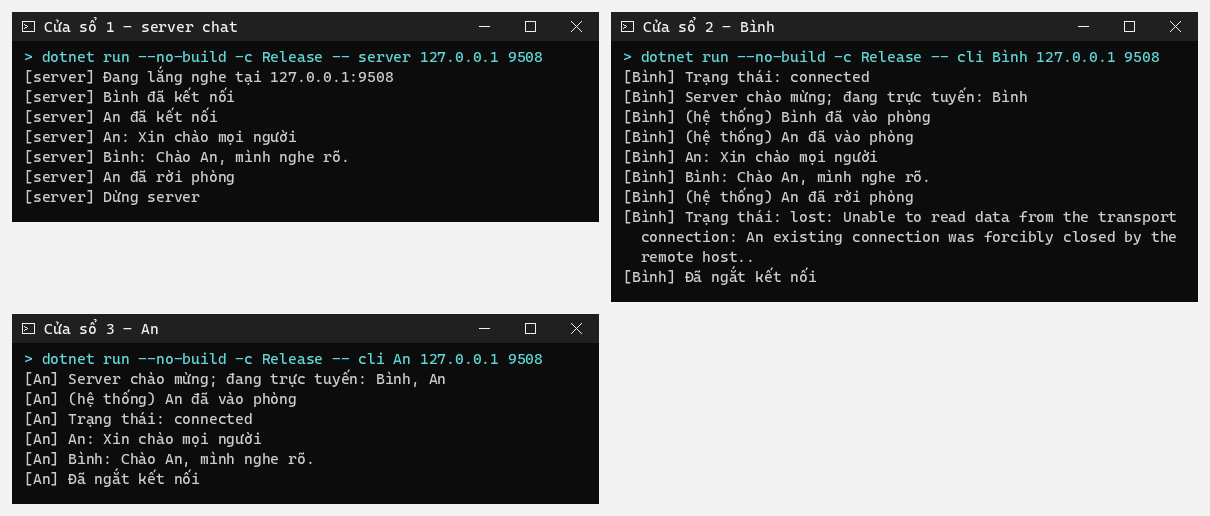 Cửa sổ 1 — server chat
> dotnet run --no-build -c Release -- server 127.0.0.1 9508
[server] Đang lắng nghe tại 127.0.0.1:9508
[server] Bình đã kết nối
[server] An đã kết nối
[server] An: Xin chào mọi người
[server] Bình: Chào An, mình nghe rõ.
[server] An đã rời phòng
[server] Dừng server
Cửa sổ 2 — Bình
> dotnet run --no-build -c Release -- cli Bình 127.0.0.1 9508
[Bình] Trạng thái: connected
[Bình] Server chào mừng; đang trực tuyến: Bình
[Bình] (hệ thống) Bình đã vào phòng
[Bình] (hệ thống) An đã vào phòng
[Bình] An: Xin chào mọi người
[Bình] Bình: Chào An, mình nghe rõ.
[Bình] (hệ thống) An đã rời phòng
[Bình] Trạng thái: lost: Unable to read data from the transport
connection: An existing connection was forcibly closed by the
remote host..
[Bình] Đã ngắt kết nối
Cửa sổ 3 — An
> dotnet run --no-build -c Release -- cli An 127.0.0.1 9508
[An] Server chào mừng; đang trực tuyến: Bình, An
[An] (hệ thống) An đã vào phòng
[An] Trạng thái: connected
[An] An: Xin chào mọi người
[An] Bình: Chào An, mình nghe rõ.
[An] Đã ngắt kết nối